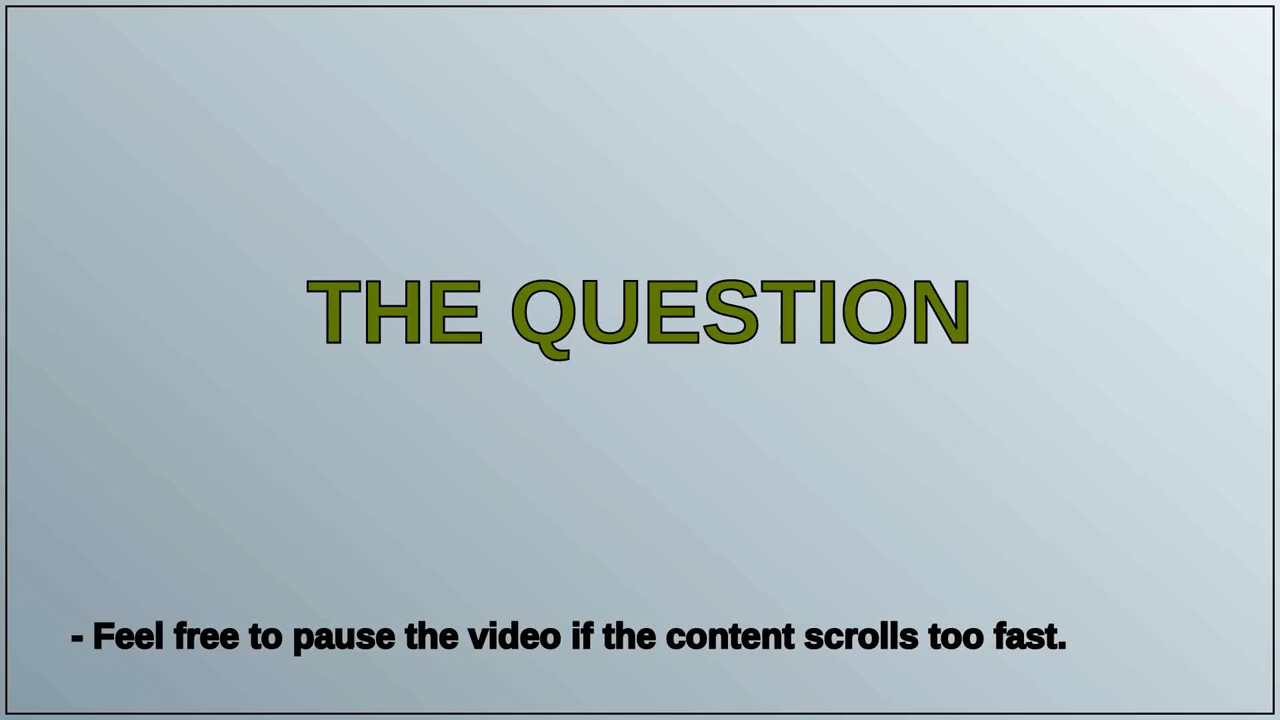 THE QUESTION
- Feel free to pause the video if the content scrolls too fast.